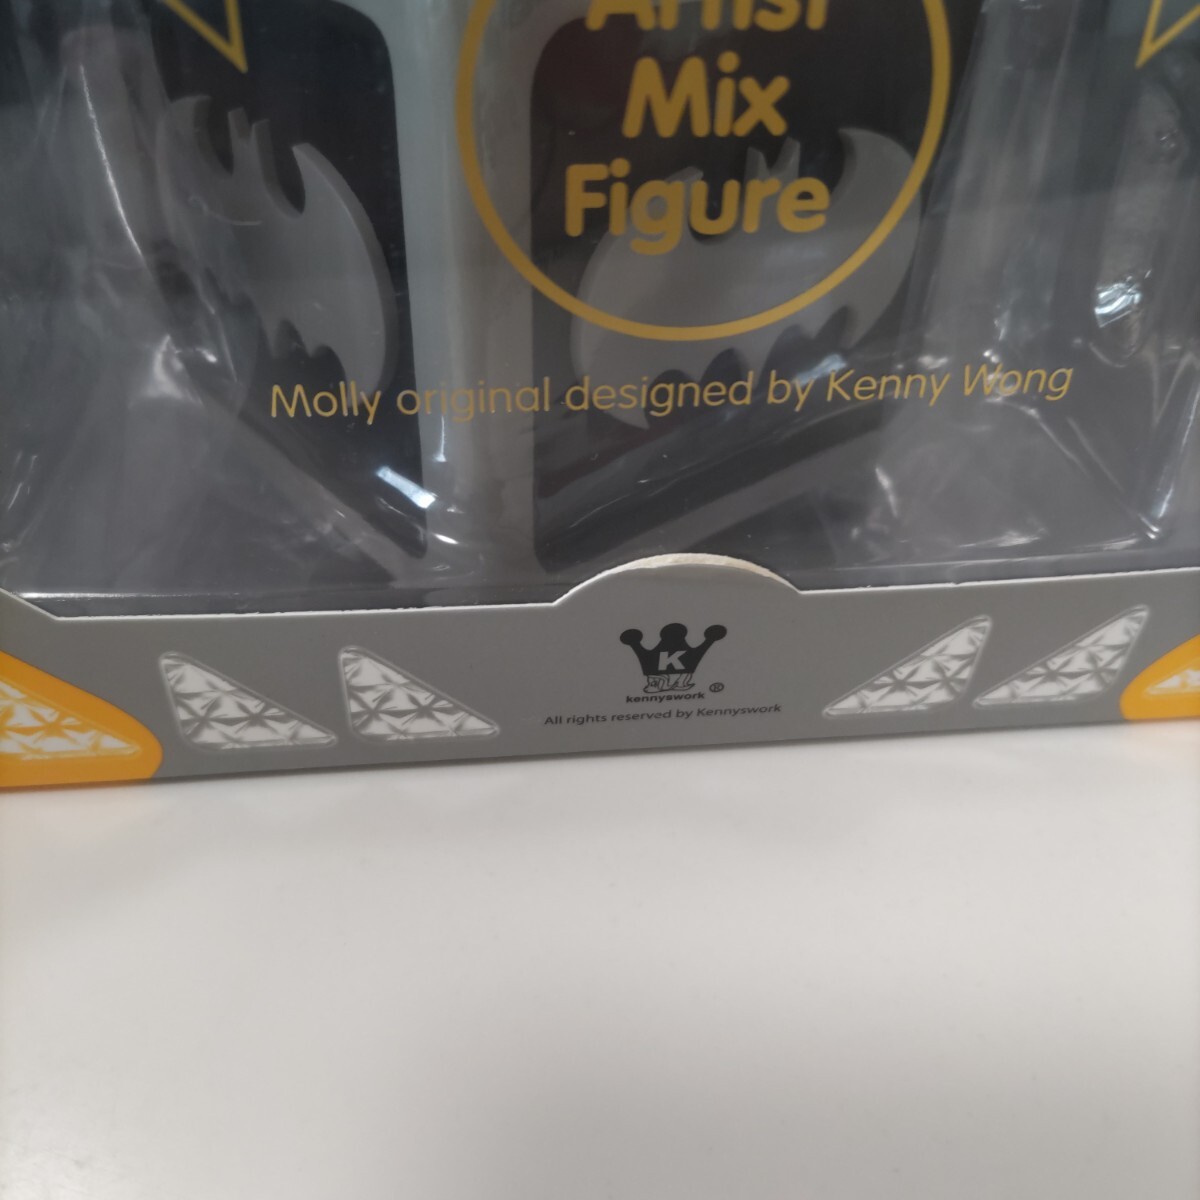 Artist
Mix
Figure
Molly original designed by Kenny Wong
K
kennyswork ®
All rights reserved by Kennyswork